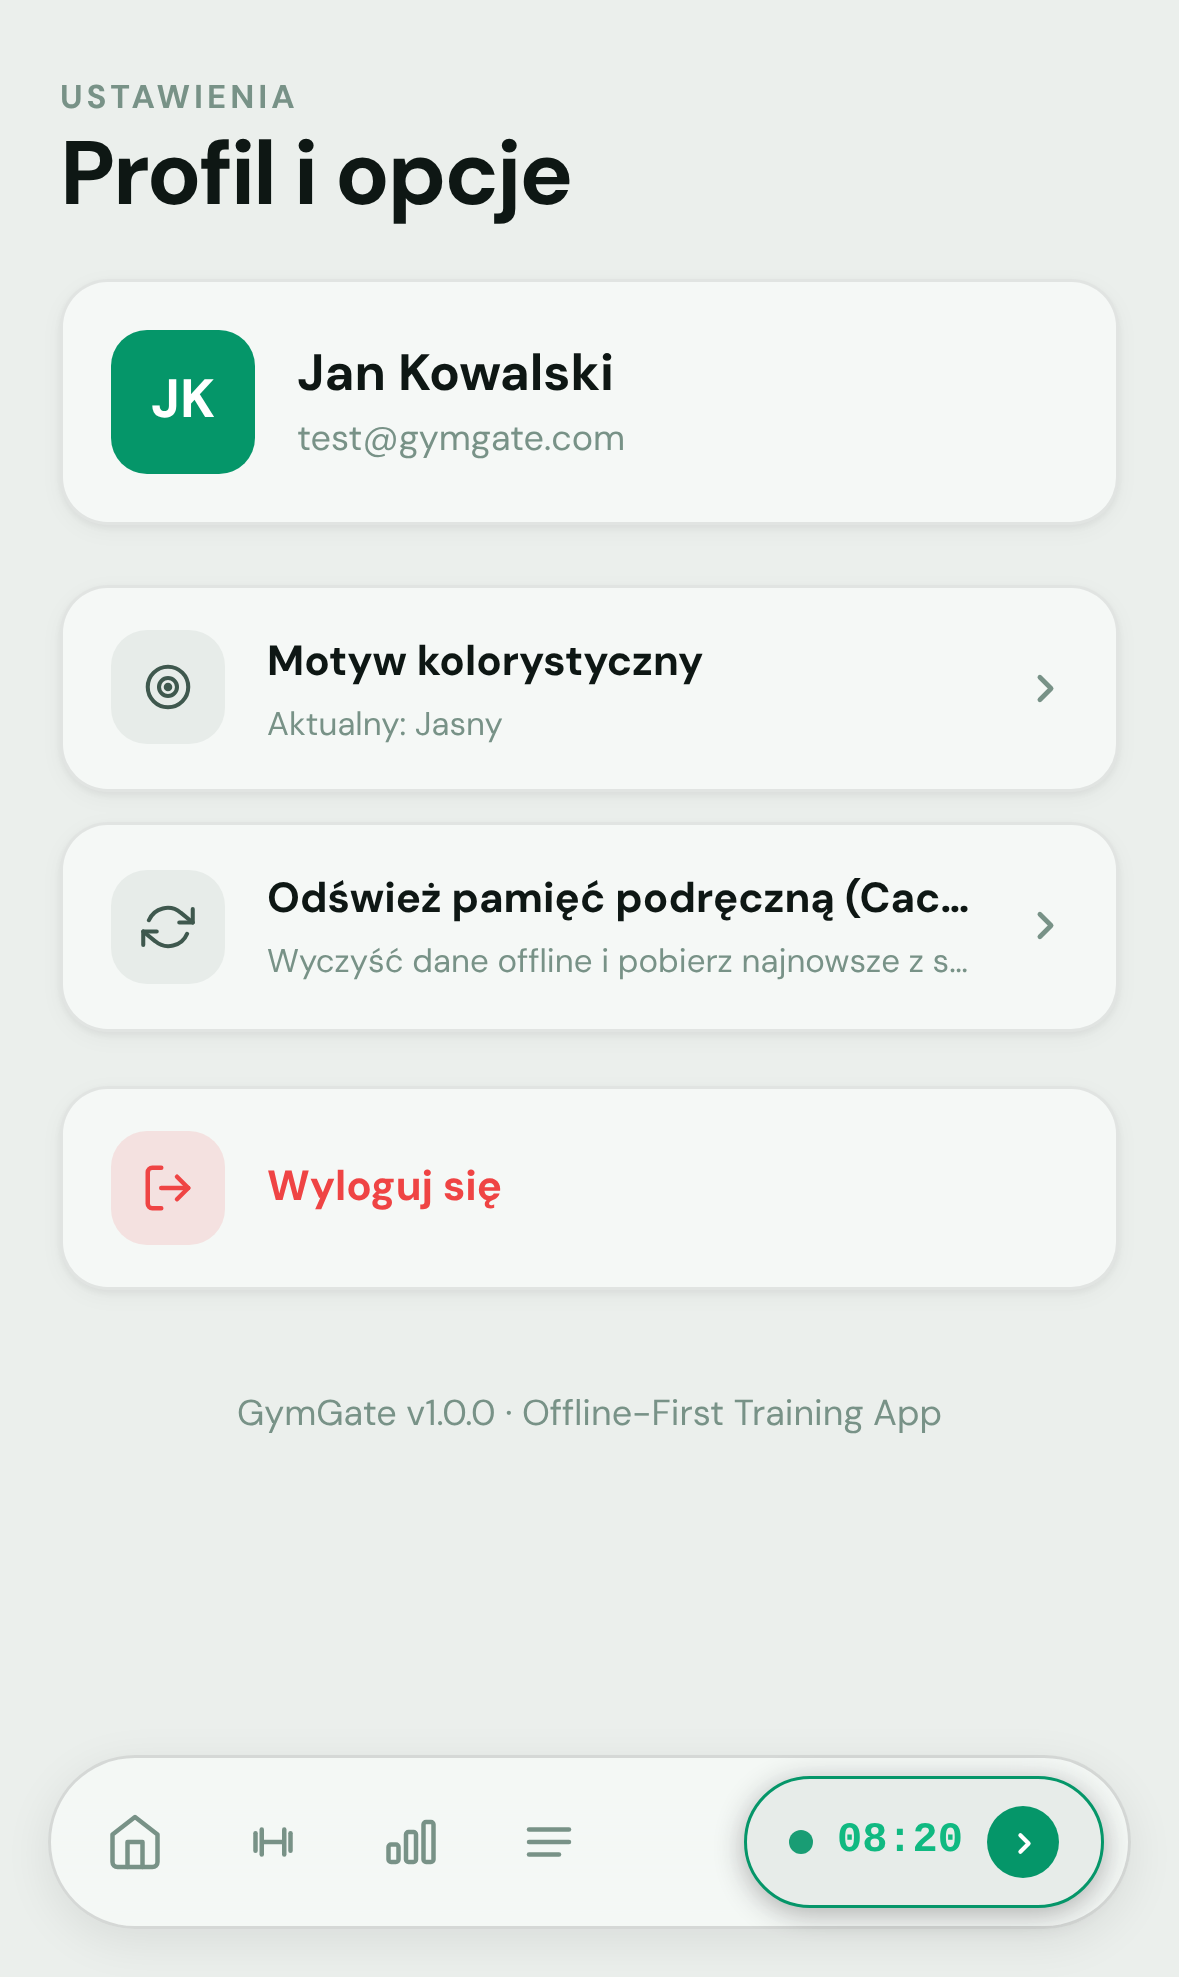 USTAWIENIA
Profil i opcje
JK
Jan Kowalski
test@gymgate.com
Motyw kolorystyczny
Aktualny: Jasny
Odśwież pamięć podręczną (Cac...
Wyczyść dane offline i pobierz najnowsze z s...
Wyloguj się
GymGate v1.0.0 · Offline-First Training App
08:20